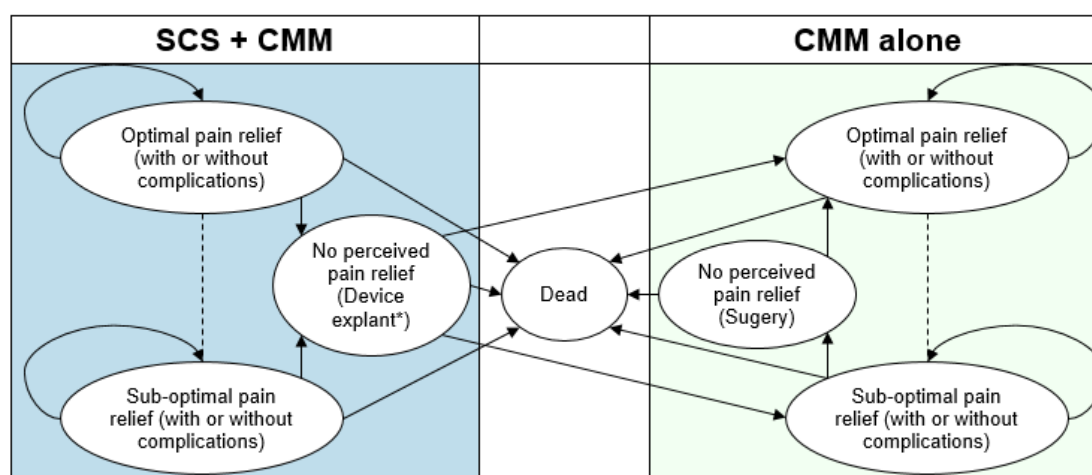 SCS + CMM
CMM alone
Optimal pain relief
(with or without
complications)
Optimal pain relief
(with or without
complications)
No perceived
pain relief
(Device
explant*)
Dead
No perceived
pain relief
(Sugery)
Sub-optimal pain
relief (with or without
complications)
Sub-optimal pain
relief (with or without
complications)